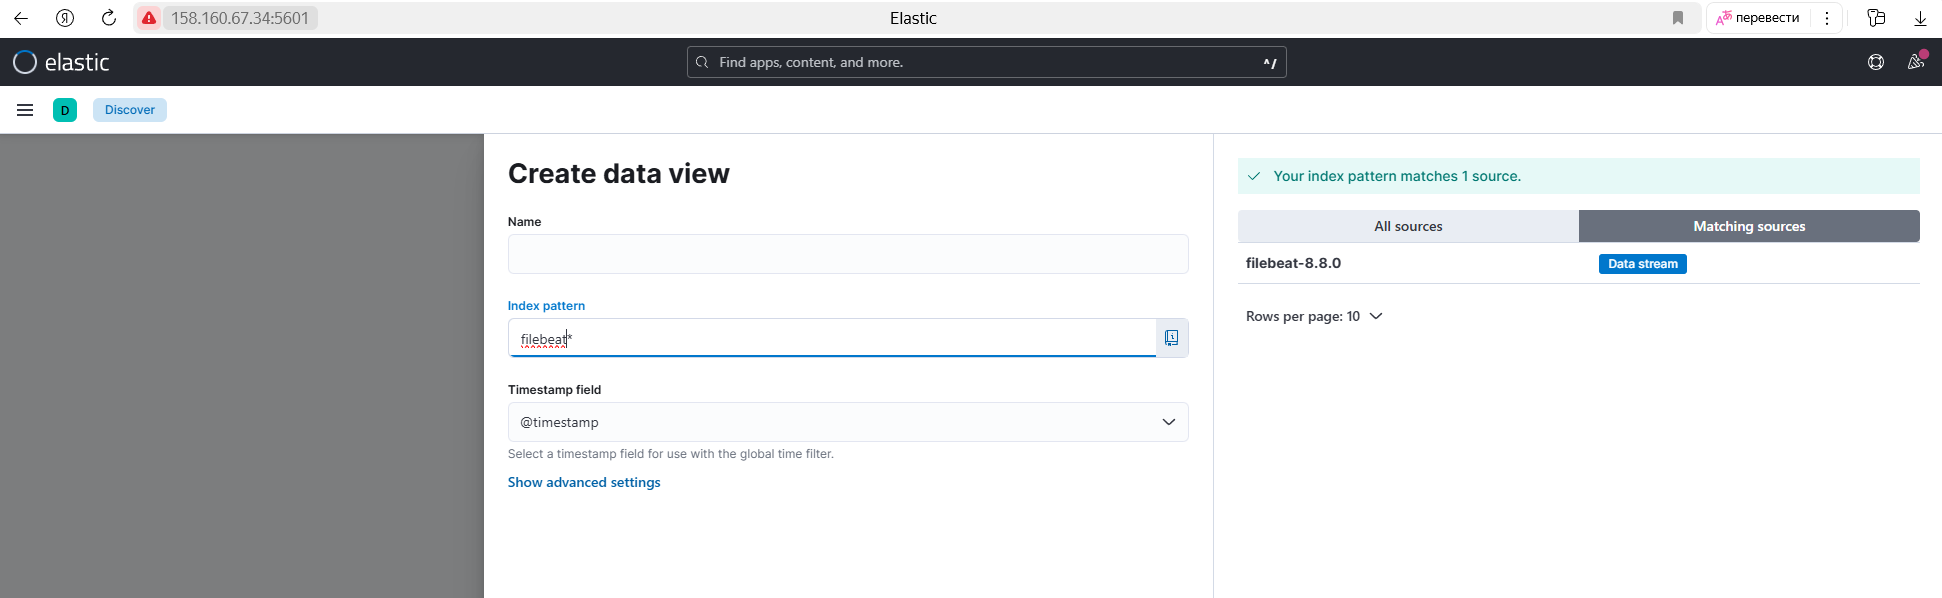 158.160.67.34:5601
Elastic
перевести
elastic
Find apps, content, and more.
^/
D
Discover
Create data view
Name
Index pattern
filebeat*
Timestamp field
@timestamp
Select a timestamp field for use with the global time filter.
Show advanced settings
Your index pattern matches 1 source.
All sources
Matching sources
filebeat-8.8.0
Data stream
Rows per page: 10